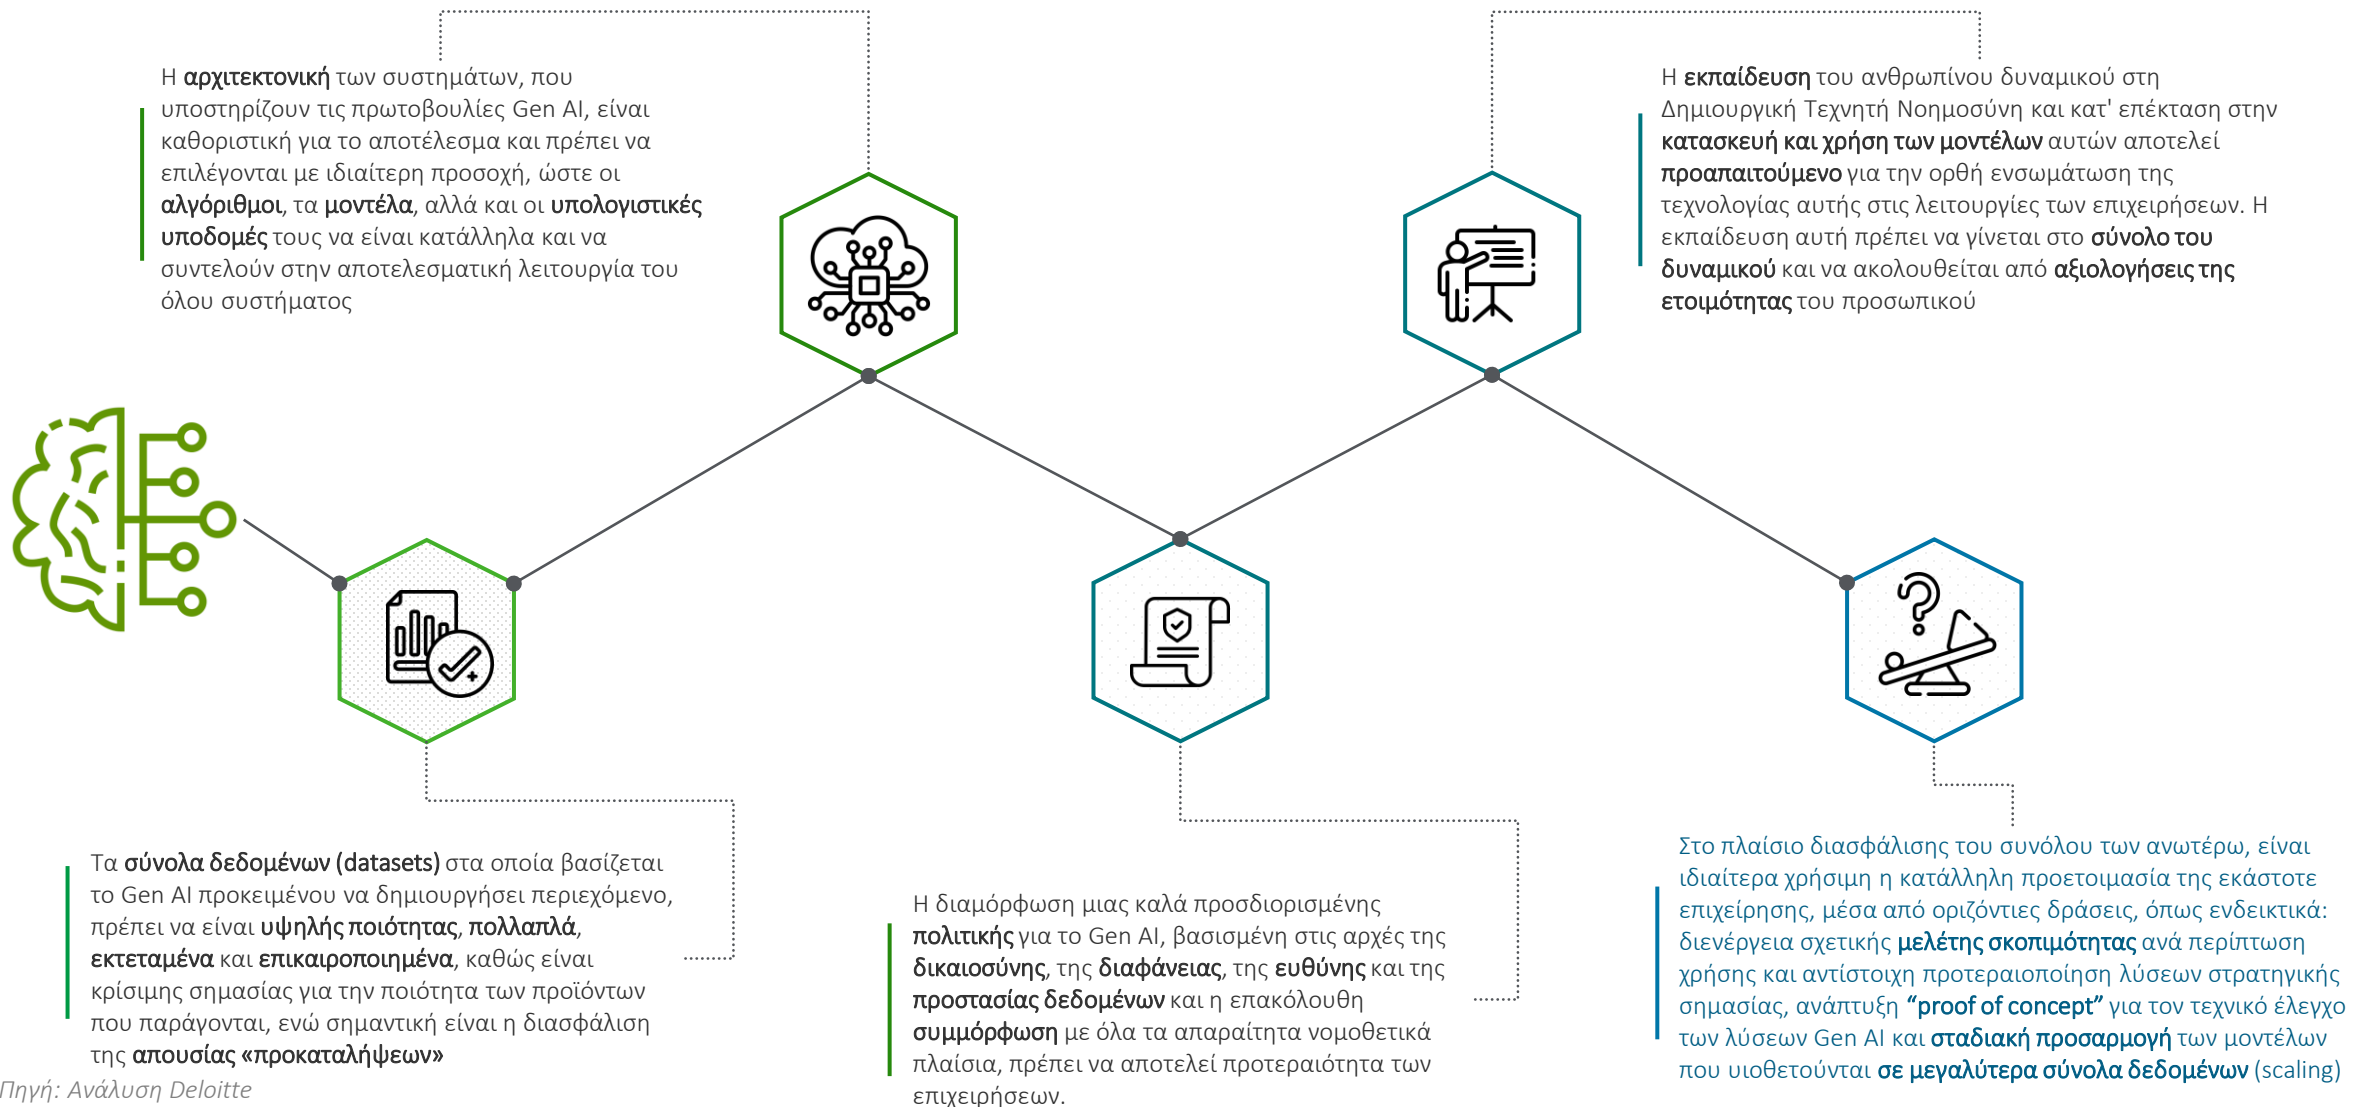 Η αρχιτεκτονική των συστημάτων, που
υποστηρίζουν τις πρωτοβουλίες Gen AI, είναι
καθοριστική για το αποτέλεσμα και πρέπει να
επιλέγονται με ιδιαίτερη προσοχή, ώστε οι
αλγόριθμοι, τα μοντέλα, αλλά και οι υπολογιστικές
υποδομές τους να είναι κατάλληλα και να
συντελούν στην αποτελεσματική λειτουργία του
όλου συστήματος
Η εκπαίδευση του ανθρωπίνου δυναμικού στη
Δημιουργική Τεχνητή Νοημοσύνη και κατ' επέκταση στην
κατασκευή και χρήση των μοντέλων αυτών αποτελεί
προαπαιτούμενο για την ορθή ενσωμάτωση της
τεχνολογίας αυτής στις λειτουργίες των επιχειρήσεων. Η
εκπαίδευση αυτή πρέπει να γίνεται στο σύνολο του
δυναμικού και να ακολουθείται από αξιολογήσεις της
ετοιμότητας του προσωπικού
Τα σύνολα δεδομένων (datasets) στα οποία βασίζεται
το Gen AI προκειμένου να δημιουργήσει περιεχόμενο,
πρέπει να είναι υψηλής ποιότητας, πολλαπλά,
εκτεταμένα και επικαιροποιημένα, καθώς είναι
κρίσιμης σημασίας για την ποιότητα των προϊόντων
που παράγονται, ενώ σημαντική είναι η διασφάλιση
της απουσίας «προκαταλήψεων»
Η διαμόρφωση μιας καλά προσδιορισμένης
πολιτικής για το Gen AI, βασισμένη στις αρχές της
δικαιοσύνης, της διαφάνειας, της ευθύνης και της
προστασίας δεδομένων και η επακόλουθη
συμμόρφωση με όλα τα απαραίτητα νομοθετικά
πλαίσια, πρέπει να αποτελεί προτεραιότητα των
επιχειρήσεων.
Στο πλαίσιο διασφάλισης του συνόλου των ανωτέρω, είναι
ιδιαίτερα χρήσιμη η κατάλληλη προετοιμασία της εκάστοτε
επιχείρησης, μέσα από οριζόντιες δράσεις, όπως ενδεικτικά:
διενέργεια σχετικής μελέτης σκοπιμότητας ανά περίπτωση
χρήσης και αντίστοιχη προτεραιοποίηση λύσεων στρατηγικής
σημασίας, ανάπτυξη “proof of concept” για τον τεχνικό έλεγχο
των λύσεων Gen AI και σταδιακή προσαρμογή των μοντέλων
που υιοθετούνται σε μεγαλύτερα σύνολα δεδομένων (scaling)
Πηγή: Ανάλυση Deloitte